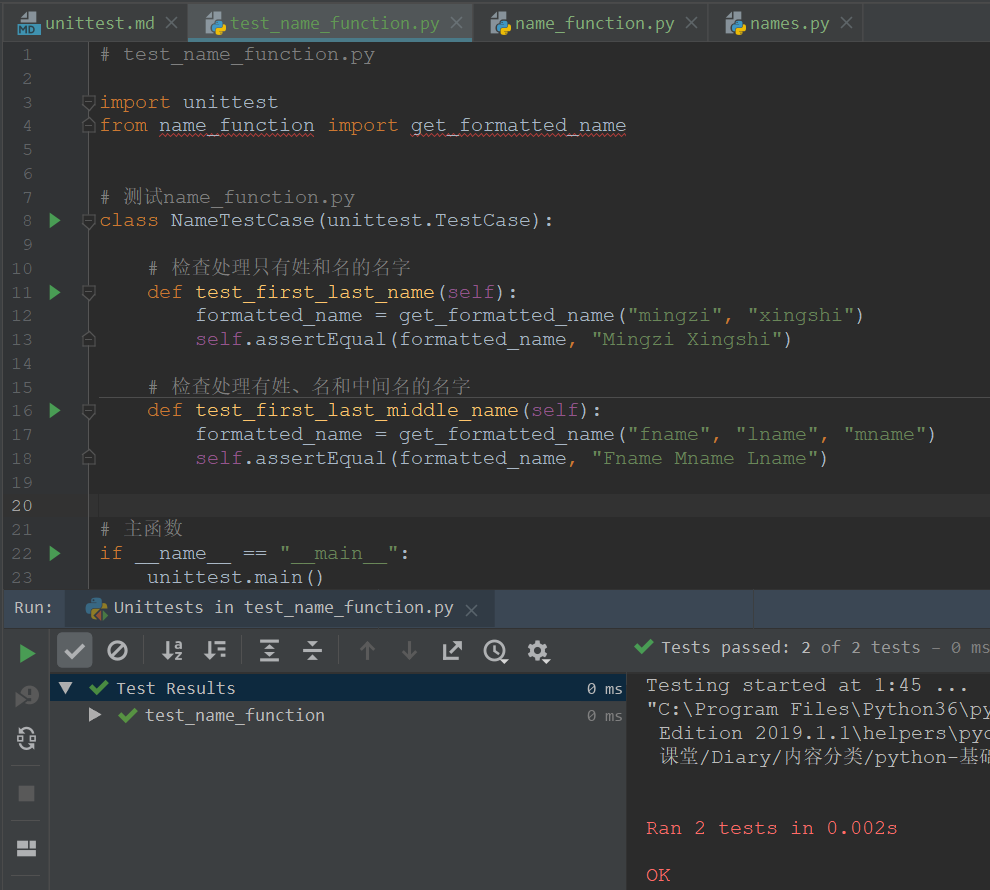 unittest.md
test_name_function.py
name_function.py
names.py
1 # test_name_function.py
2
3 import unittest
4 from name_function import get_formatted_name
5
6
7 # 测试name_function.py
8 class NameTestCase(unittest.TestCase):
9
10 # 检查处理只有姓和名的名字
11 def test_first_last_name(self):
12 formatted_name = get_formatted_name("mingzi", "xingshi")
13 self.assertEqual(formatted_name, "Mingzi Xingshi")
14
15 # 检查处理有姓、名和中间名的名字
16 def test_first_last_middle_name(self):
17 formatted_name = get_formatted_name("fname", "lname", "mname")
18 self.assertEqual(formatted_name, "Fname Mname Lname")
19
20
21 # 主函数
22 if __name__ == "__main__":
23 unittest.main()
Run: Unittests in test_name_function.py
Tests passed: 2 of 2 tests – 0 ms
Test Results 0 ms
test_name_function 0 ms
Testing started at 1:45 ...
"C:\Program Files\Python36\py
Edition 2019.1.1\helpers\pyc
课堂/Diary/内容分类/python-基础
Ran 2 tests in 0.002s
OK